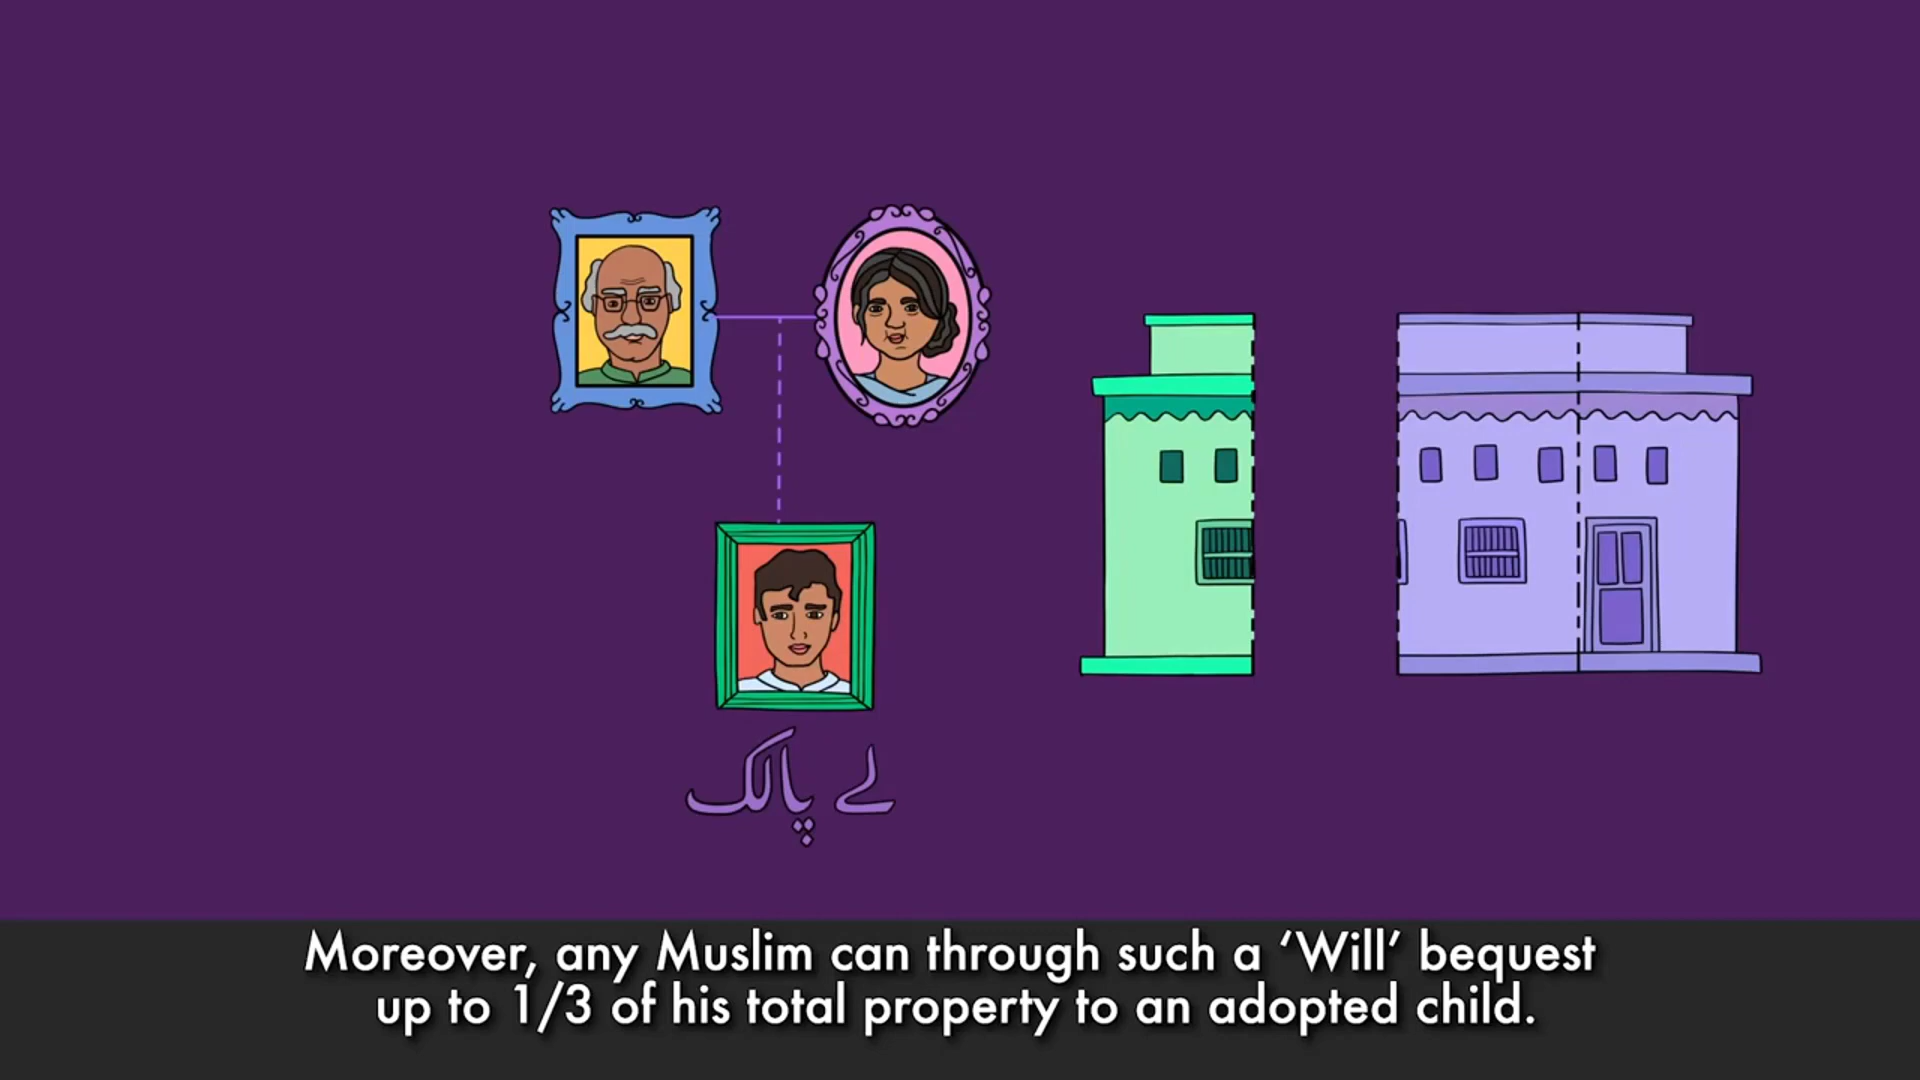 لے پالک
Moreover, any Muslim can through such a ‘Will’ bequest
up to 1/3 of his total property to an adopted child.